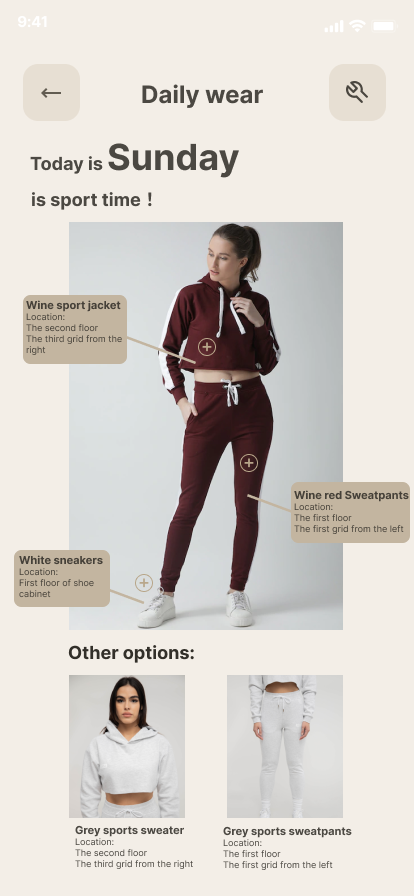 9:41
Daily wear
Today is Sunday
is sport time！
Wine sport jacket
Location:
The second floor
The third grid from the
right
Wine red Sweatpants
Location:
The first floor
The first grid from the left
White sneakers
Location:
First floor of shoe
cabinet
Other options:
Grey sports sweater
Location:
The second floor
The third grid from the right
Grey sports sweatpants
Location:
The first floor
The first grid from the left